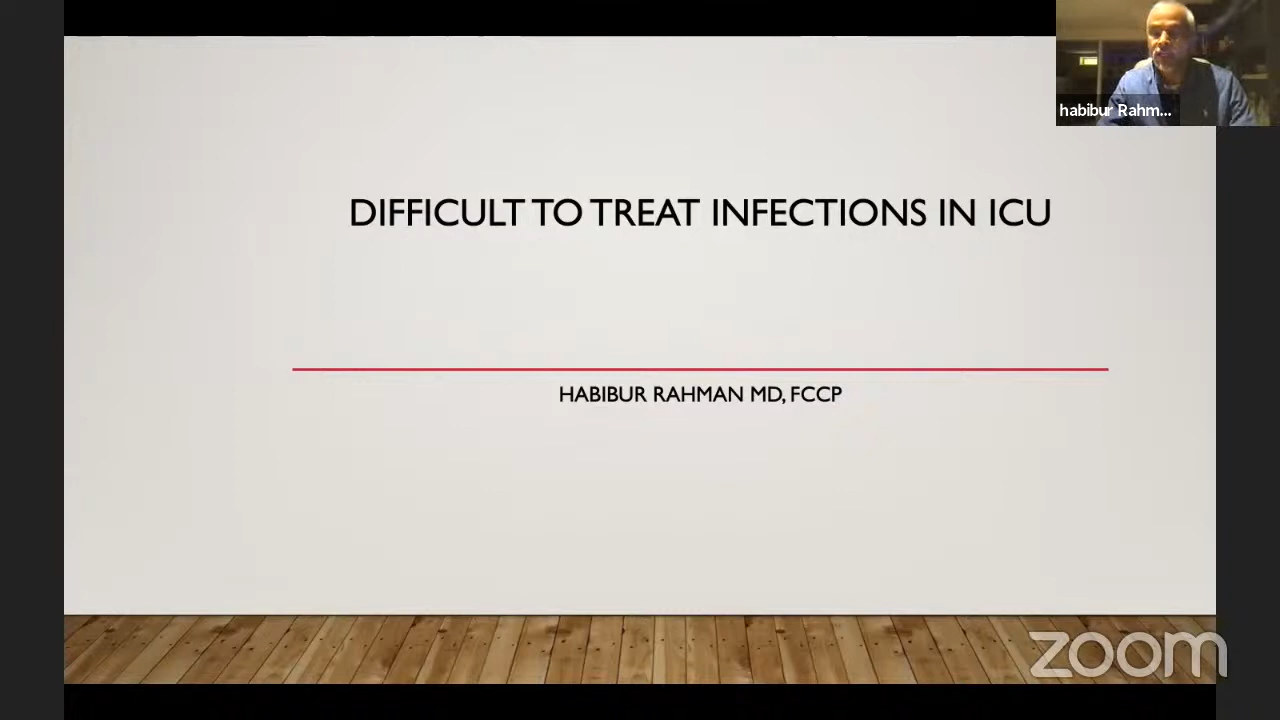 habibur Rahm...
DIFFICULT TO TREAT INFECTIONS IN ICU
HABIBUR RAHMAN MD, FCCP
zoom